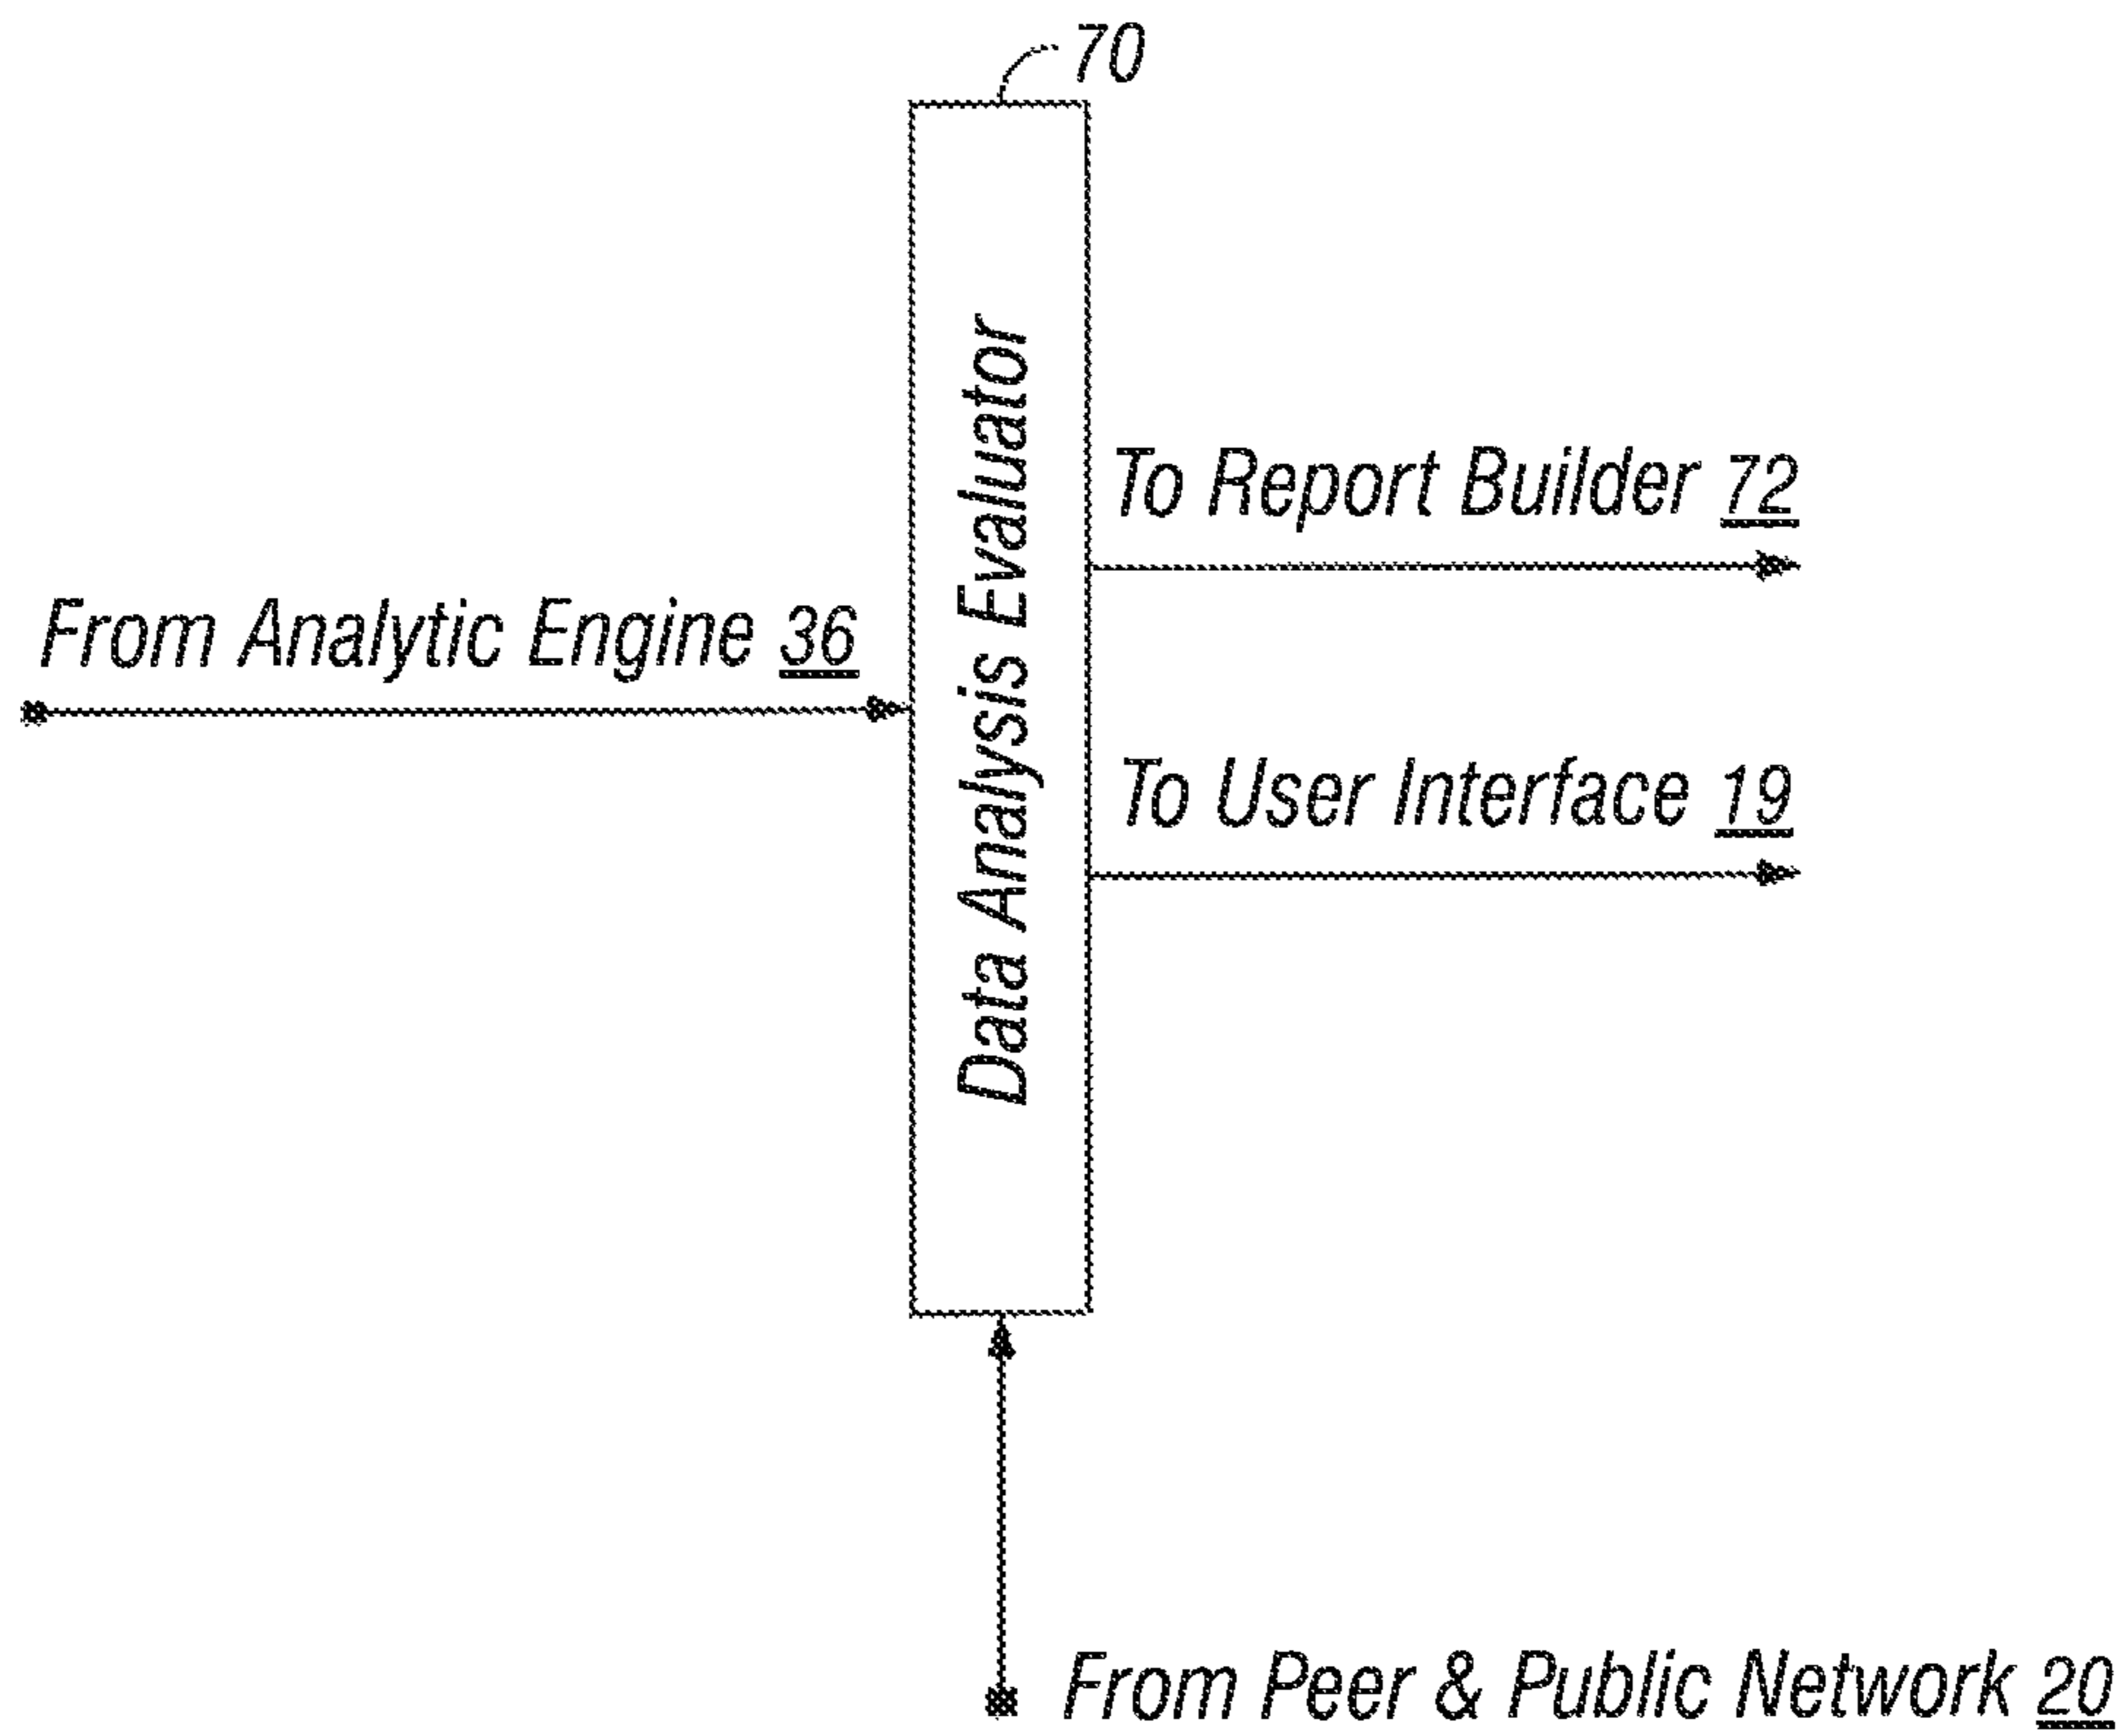 70
Data Analysis Evaluator
To Report Builder 72
From Analytic Engine 36
To User Interface 19
From Peer & Public Network 20